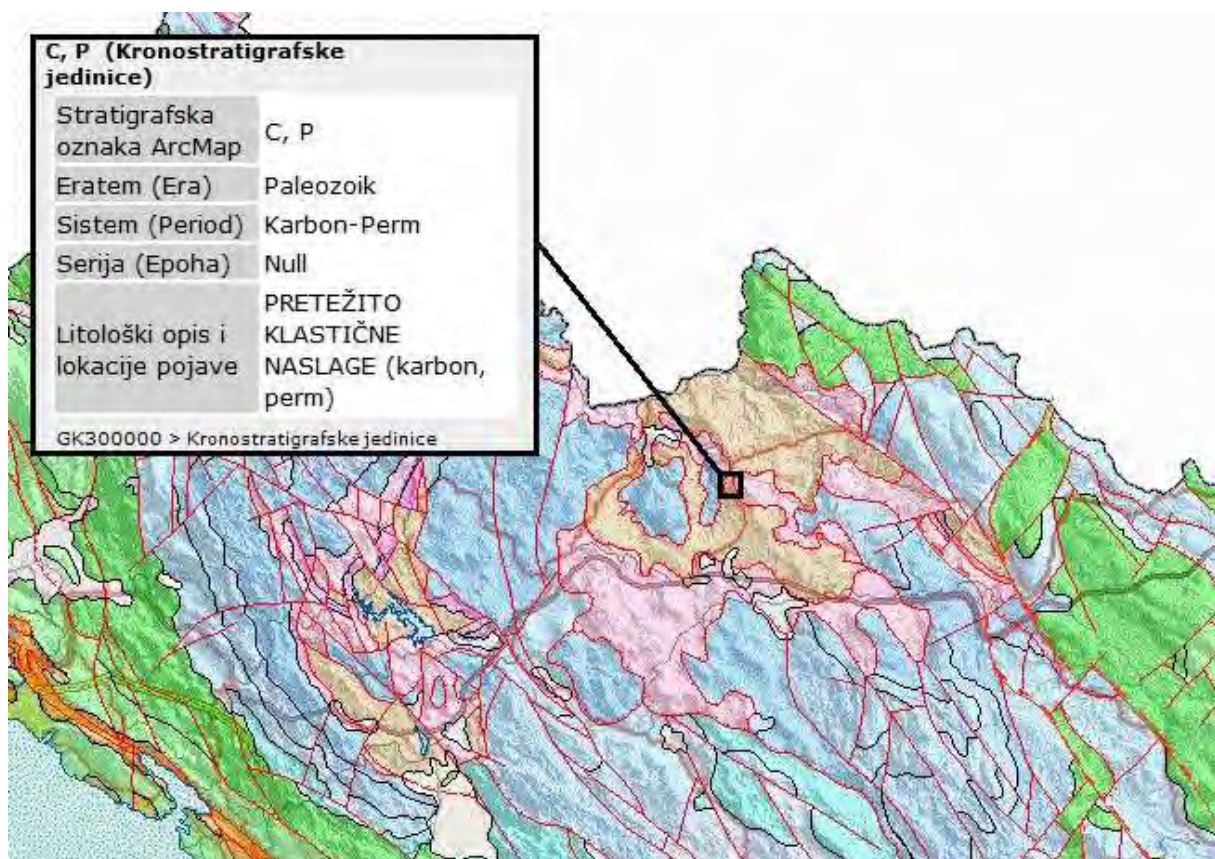 C, P (Kronostratigrafske
jedinice)
Stratigrafska
oznaka ArcMap
C, P
Eratem (Era)
Paleozoik
Sistem (Period)
Karbon-Perm
Serija (Epoha)
Null
Litološki opis i
lokacije pojave
PRETEŽITO
KLASTIČNE
NASLAGE (karbon,
perm)
GK300000 > Kronostratigrafske jedinice